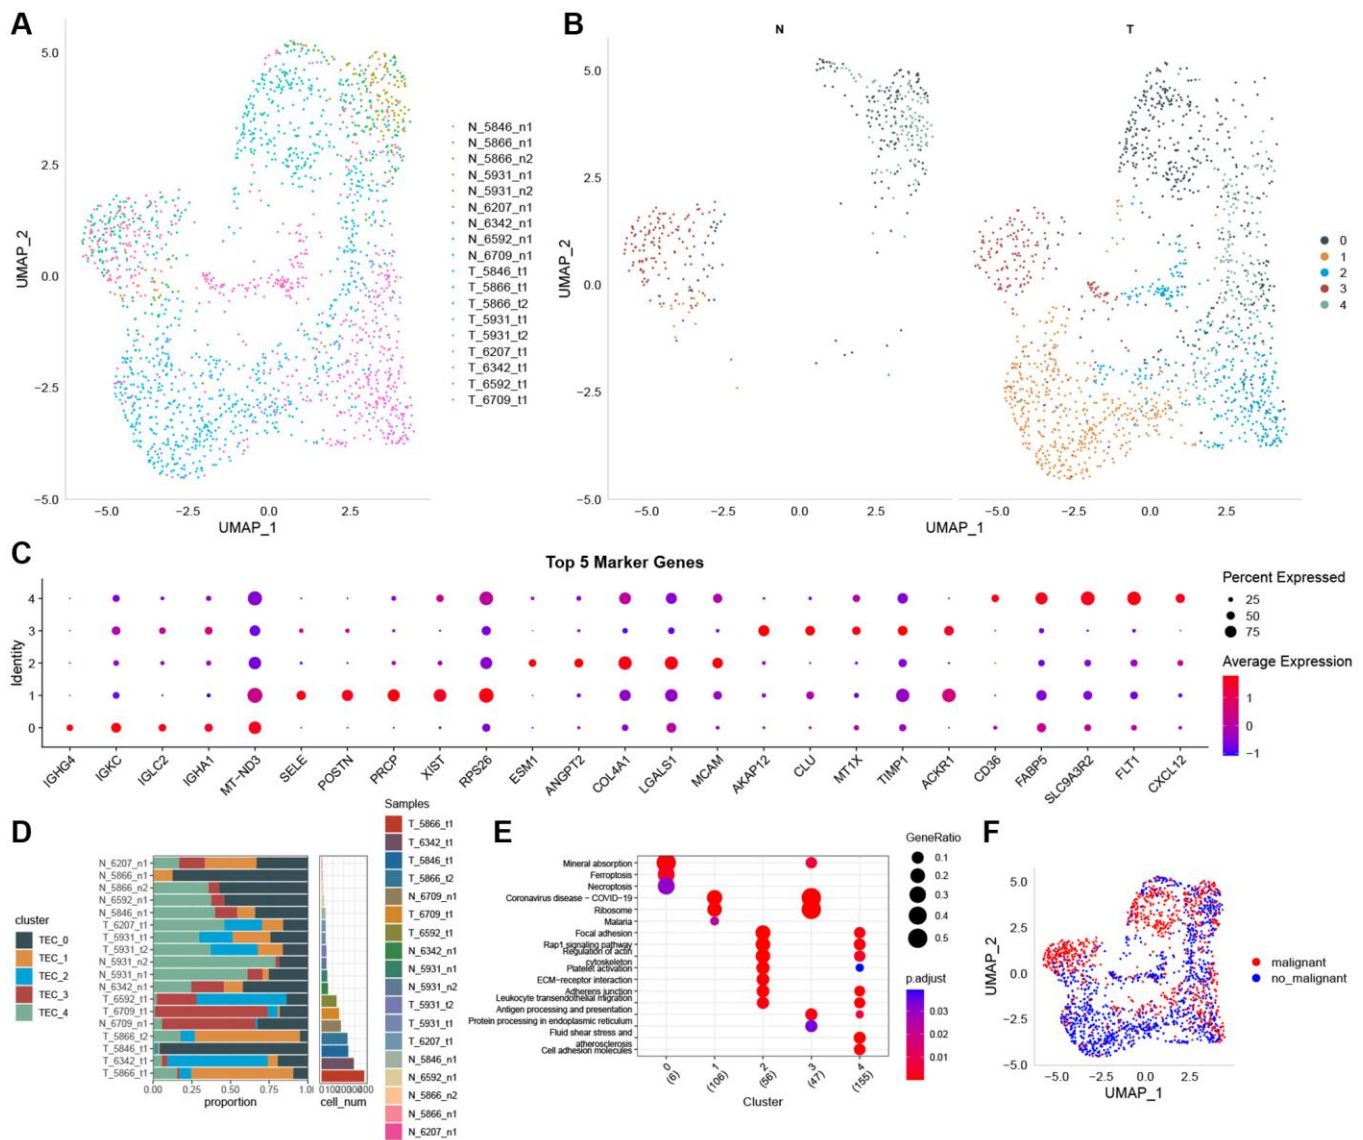 A
5.0
2.5
0.0
−2.5
−5.0
UMAP_2
−5.0 −2.5 0.0 2.5
UMAP_1
N_5846_n1
N_5866_n1
N_5866_n2
N_5931_n1
N_5931_n2
N_6207_n1
N_6342_n1
N_6592_n1
N_6709_n1
T_5846_t1
T_5866_t1
T_5866_t2
T_5931_t1
T_5931_t2
T_6207_t1
T_6342_t1
T_6592_t1
T_6709_t1
B
N T
5.0
2.5
0.0
−2.5
−5.0
UMAP_2
−5.0 −2.5 0.0 2.5 −5.0 −2.5 0.0 2.5
UMAP_1
0
1
2
3
4
C
Top 5 Marker Genes
Identity
4
3
2
1
0
IGHG4 IGKC IGLC2 IGHA1 MT−ND3 SELE POSTN PRCP XIST RPS26 ESM1 ANGPT2 COL4A1 LGALS1 MCAM AKAP12 CLU MT1X TIMP1 ACKR1 CD36 FABP5 SLC9A3R2 FLT1 CXCL12
Percent Expressed
25
50
75
Average Expression
1
0
−1
D
cluster
TEC_0
TEC_1
TEC_2
TEC_3
TEC_4
N_6207_n1
N_5866_n1
N_5866_n2
N_6592_n1
N_5846_n1
T_6207_t1
T_5931_t1
T_5931_t2
N_5931_n2
N_5931_n1
N_6342_n1
T_6592_t1
T_6709_t1
N_6709_n1
T_5866_t2
T_5846_t1
T_6342_t1
T_5866_t1
0.00 0.25 0.50 0.75
proportion
cell_num
Samples
T_5866_t1
T_6342_t1
T_5846_t1
T_5866_t2
N_6709_n1
T_6709_t1
T_6592_t1
N_6342_n1
N_5931_n1
N_5931_n2
T_5931_t2
T_5931_t1
T_6207_t1
N_5846_n1
N_6592_n1
N_5866_n2
N_5866_n1
N_6207_n1
E
Mineral absorption
Ferroptosis
Necroptosis
Coronavirus disease − COVID−19
Ribosome
Malaria
Focal adhesion
Rap1 signaling pathway
Regulation of actin
cytoskeleton
Platelet activation
ECM−receptor interaction
Adherens junction
Leukocyte transendothelial migration
Antigen processing and presentation
Protein processing in endoplasmic reticulum
Fluid shear stress and
atherosclerosis
Cell adhesion molecules
0 1 2 3 4
(6) (106) (56) (47) (155)
Cluster
GeneRatio
0.1
0.2
0.3
0.4
0.5
p.adjust
0.03
0.02
0.01
F
5.0
2.5
0.0
−2.5
−5.0
UMAP_2
−5.0 −2.5 0.0 2.5
UMAP_1
malignant
no_malignant